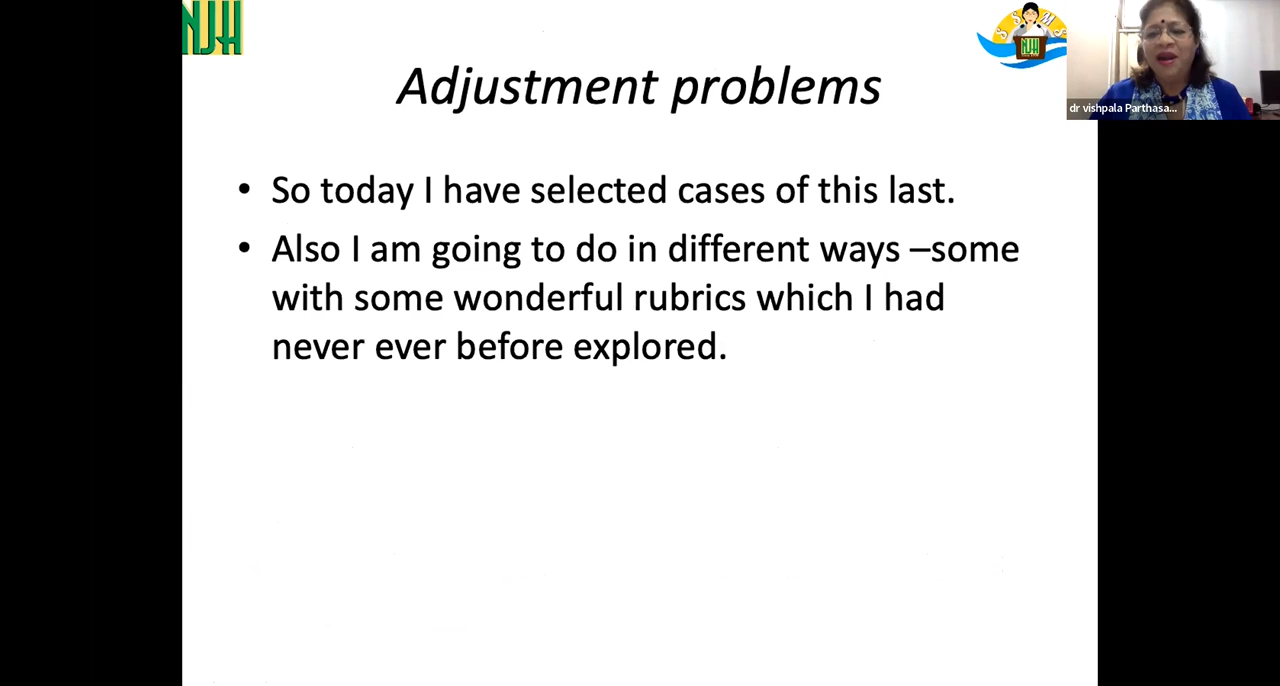 NJH
S S M S
NJH
dr vishpala Parthasa...
Adjustment problems
• So today I have selected cases of this last.
• Also I am going to do in different ways –some
with some wonderful rubrics which I had
never ever before explored.